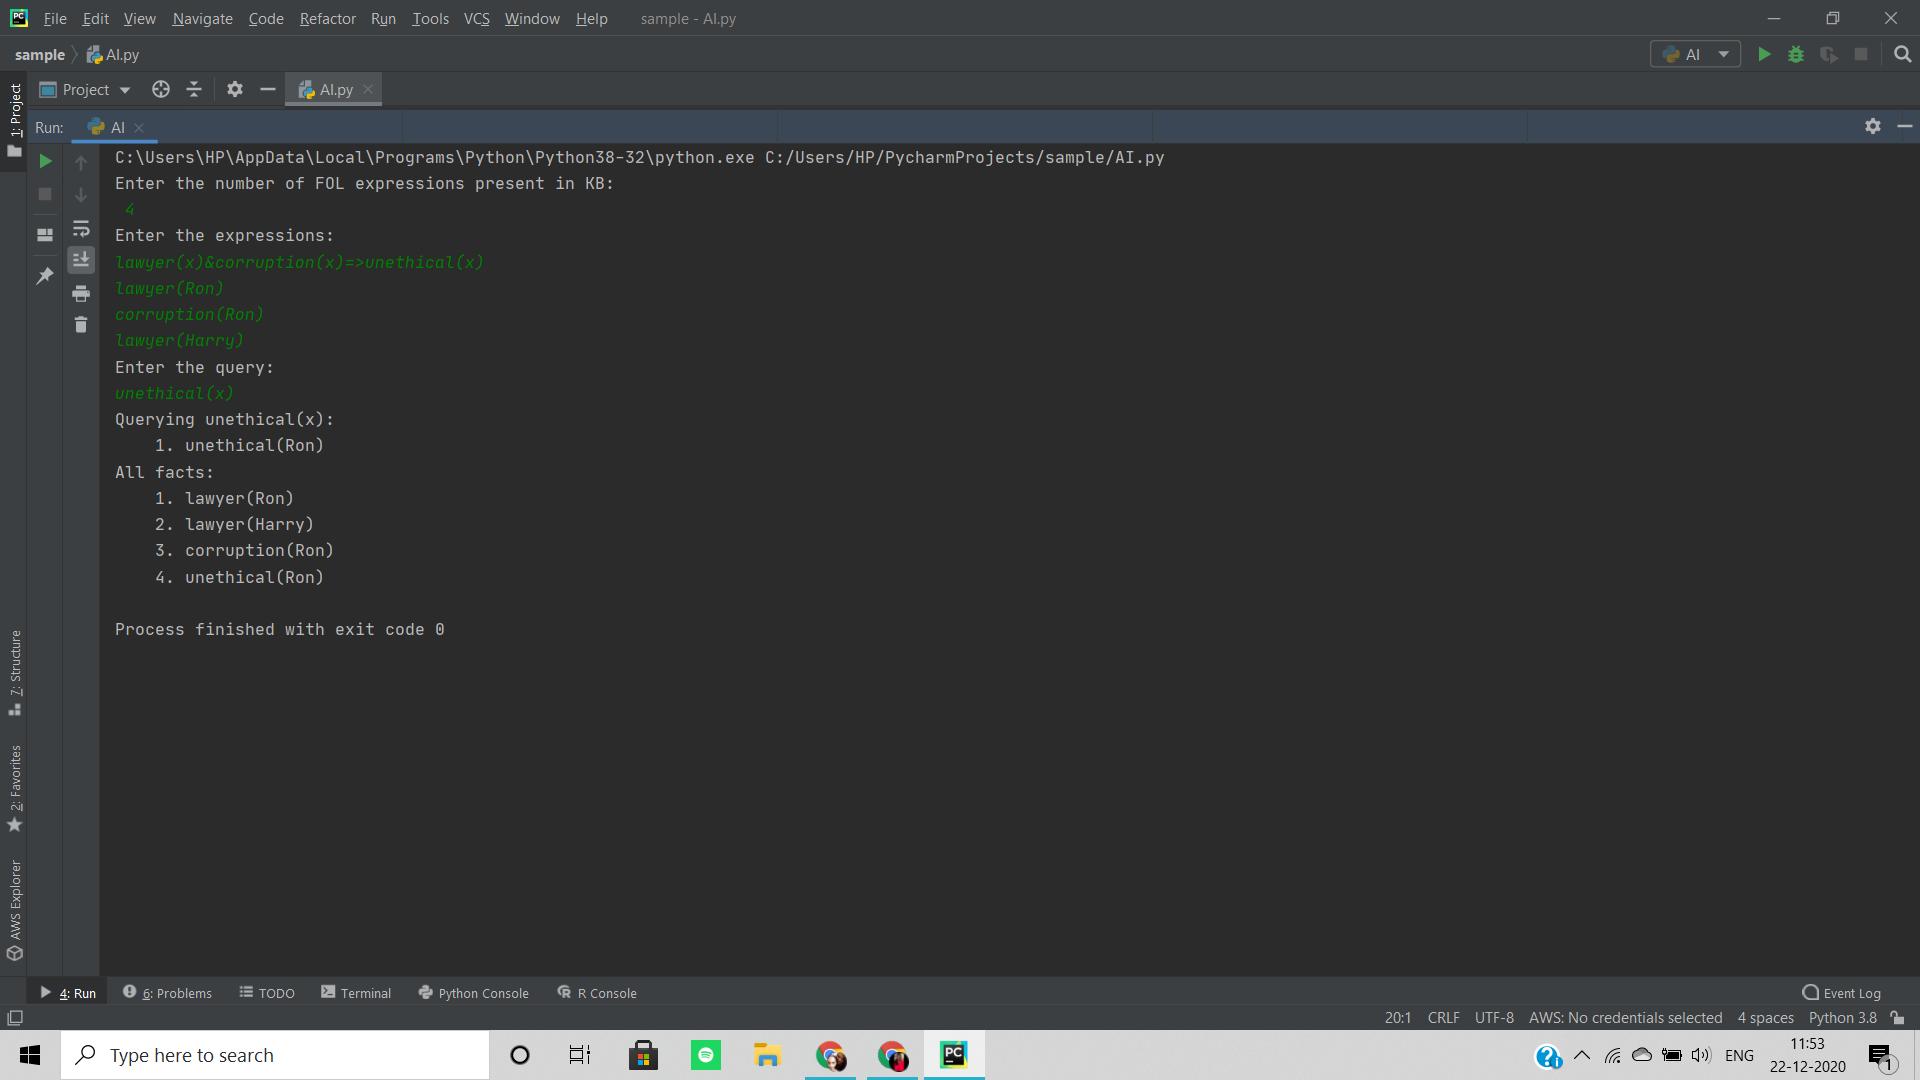 File Edit View Navigate Code Refactor Run Tools VCS Window Help sample - AI.py
sample AI.py AI
1: Project
Project AI.py
Run: AI
C:\Users\HP\AppData\Local\Programs\Python\Python38-32\python.exe C:/Users/HP/PycharmProjects/sample/AI.py
Enter the number of FOL expressions present in KB:
4
Enter the expressions:
lawyer(x)&corruption(x)=>unethical(x)
lawyer(Ron)
corruption(Ron)
lawyer(Harry)
Enter the query:
unethical(x)
Querying unethical(x):
1. unethical(Ron)
All facts:
1. lawyer(Ron)
2. lawyer(Harry)
3. corruption(Ron)
4. unethical(Ron)
Process finished with exit code 0
7: Structure
2: Favorites
AWS Explorer
4: Run 6: Problems TODO Terminal Python Console R Console Event Log
20:1 CRLF UTF-8 AWS: No credentials selected 4 spaces Python 3.8
Type here to search PC ENG 11:53
22-12-2020 1